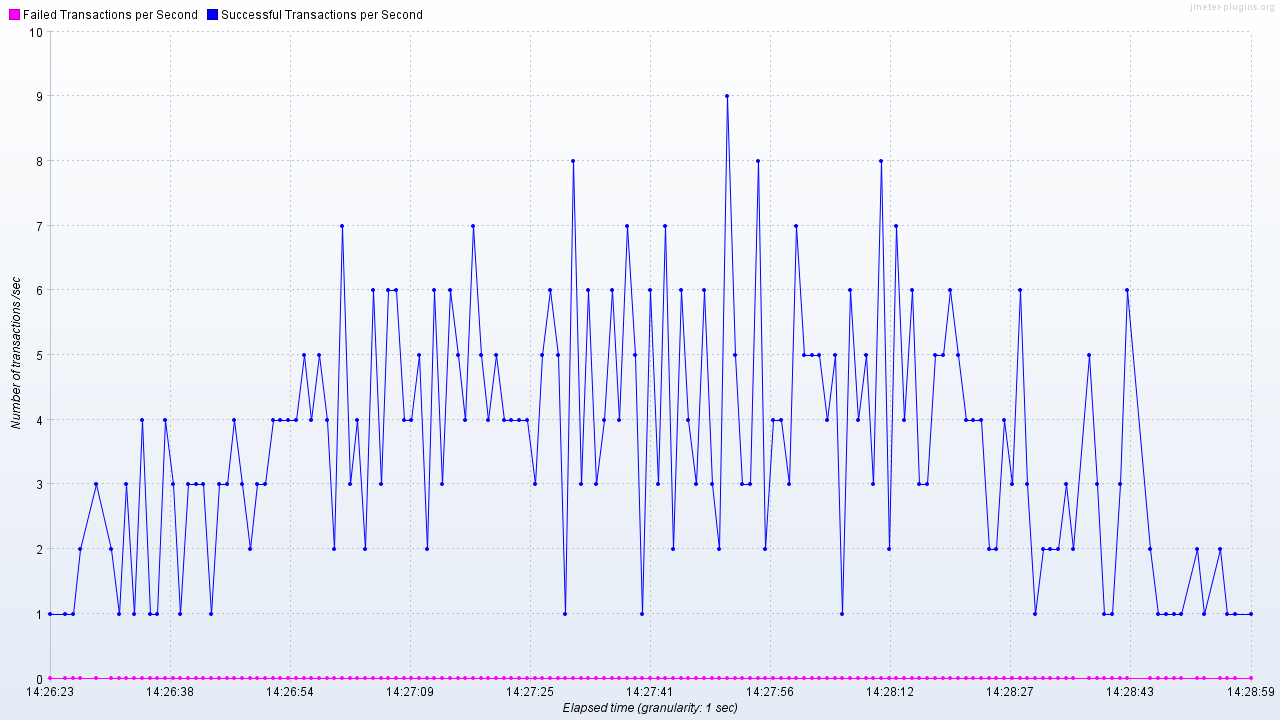 Failed Transactions per Second Successful Transactions per Second
jmeter-plugins.org
10
9
8
7
6
5
4
3
2
1
0
Number of transactions /sec
14:26:23 14:26:38 14:26:54 14:27:09 14:27:25 14:27:41 14:27:56 14:28:12 14:28:27 14:28:43 14:28:59
Elapsed time (granularity: 1 sec)